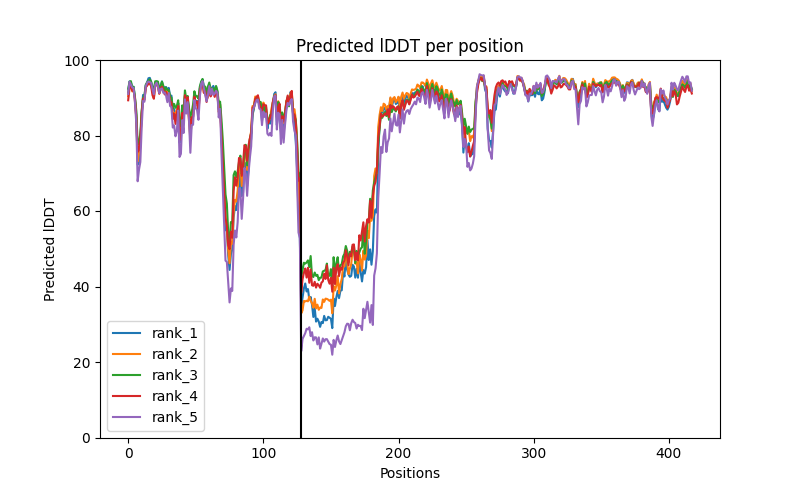 Predicted lDDT per position
100
80
60
40
20
0
Predicted lDDT
rank_1
rank_2
rank_3
rank_4
rank_5
0 100 200 300 400
Positions